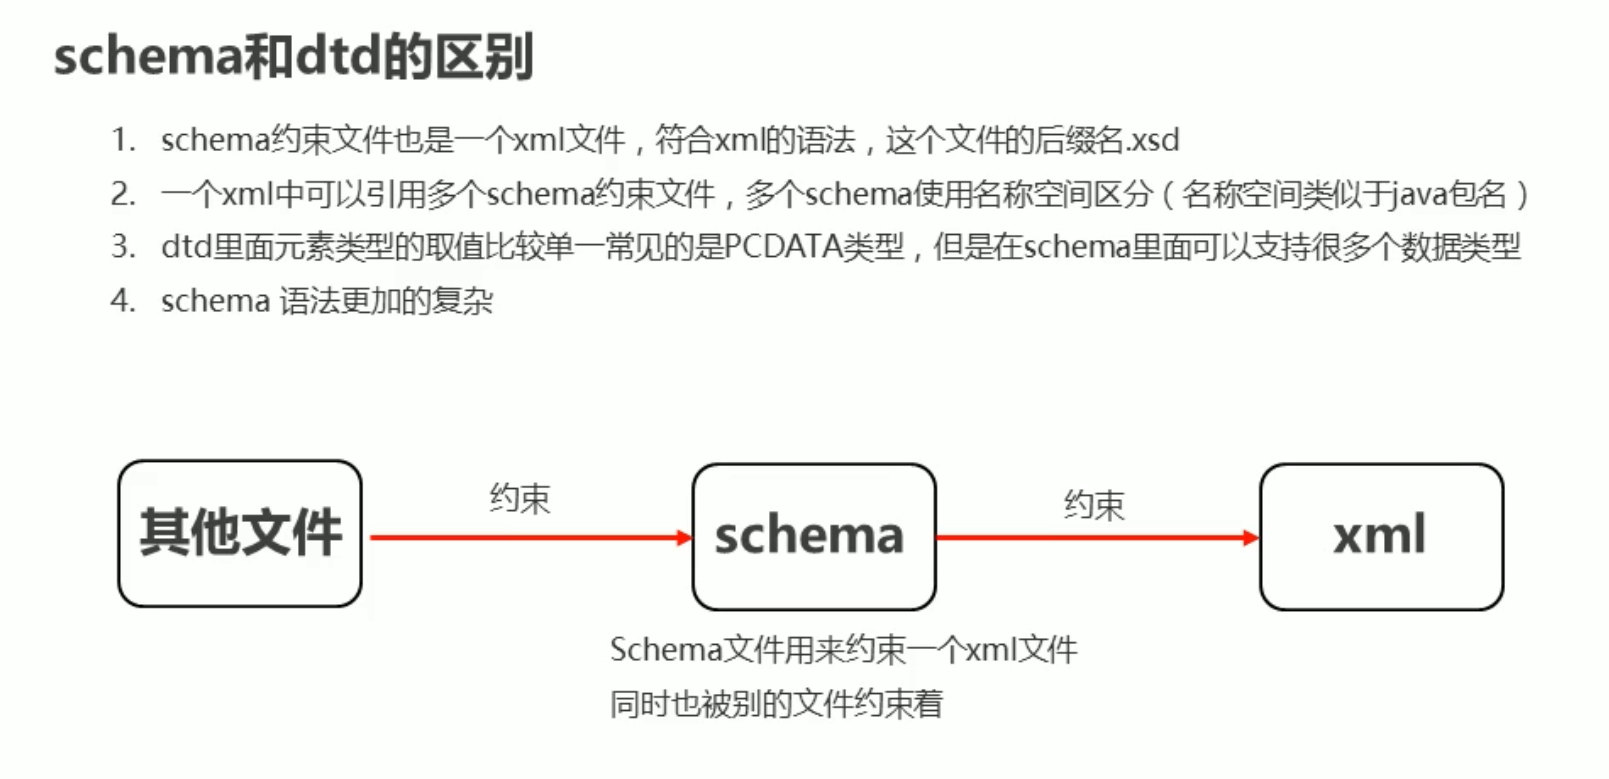 schema和dtd的区别
1. schema约束文件也是一个xml文件，符合xml的语法，这个文件的后缀名.xsd
2. 一个xml中可以引用多个schema约束文件，多个schema使用名称空间区分（名称空间类似于java包名）
3. dtd里面元素类型的取值比较单一常见的是PCDATA类型，但是在schema里面可以支持很多个数据类型
4. schema 语法更加的复杂
其他文件
约束
schema
约束
xml
Schema文件用来约束一个xml文件
同时也被别的文件约束着